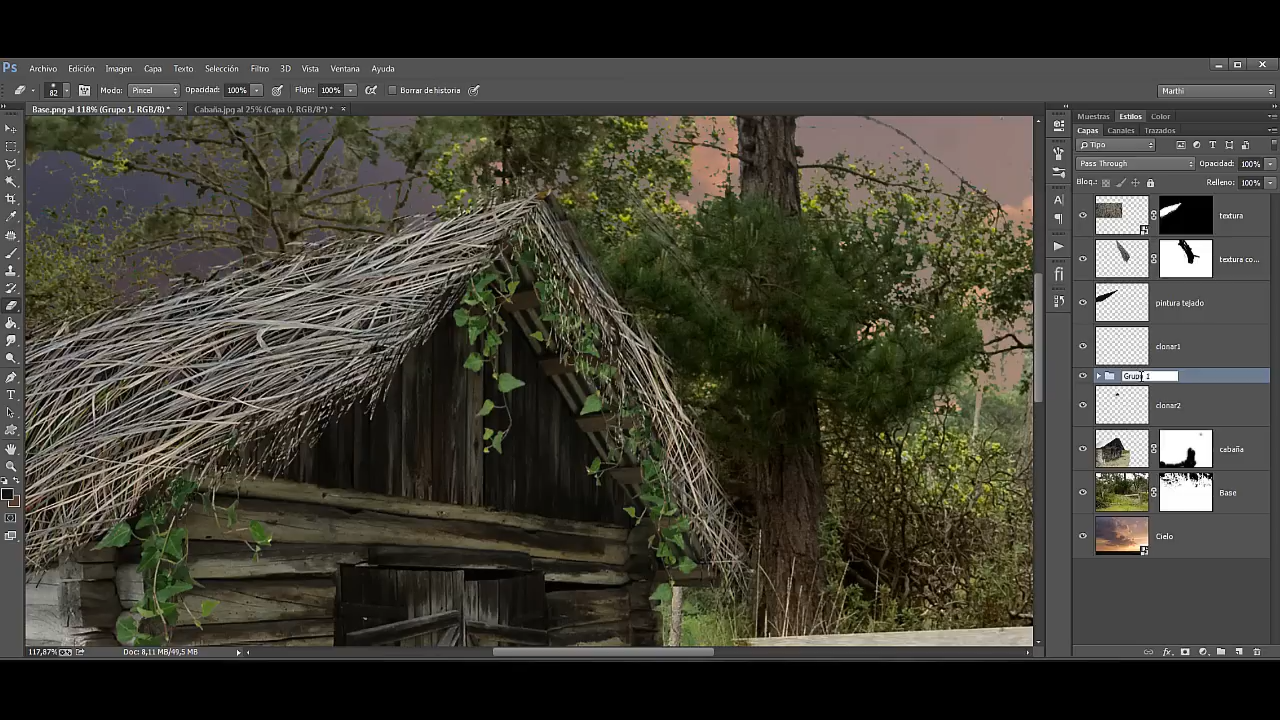 Ps Archivo Edición Imagen Capa Texto Selección Filtro 3D Vista Ventana Ayuda
82 Modo: Pincel Opacidad: 100% Flujo: 100% Borrar de historia Marthi
Base.png al 118% (Grupo 1, RGB/8) * × Cabaña.jpg al 25% (Capa 0, RGB/8*) * ×
Muestras Estilos Color
Capas Canales Trazados
Tipo
Pass Through Opacidad: 100%
Bloq.: Relleno: 100%
textura
textura co...
pintura tejado
clonar1
Grupo 1
clonar2
cabaña
Base
Cielo
117,87% Doc: 8,11 MB/49,5 MB
fx